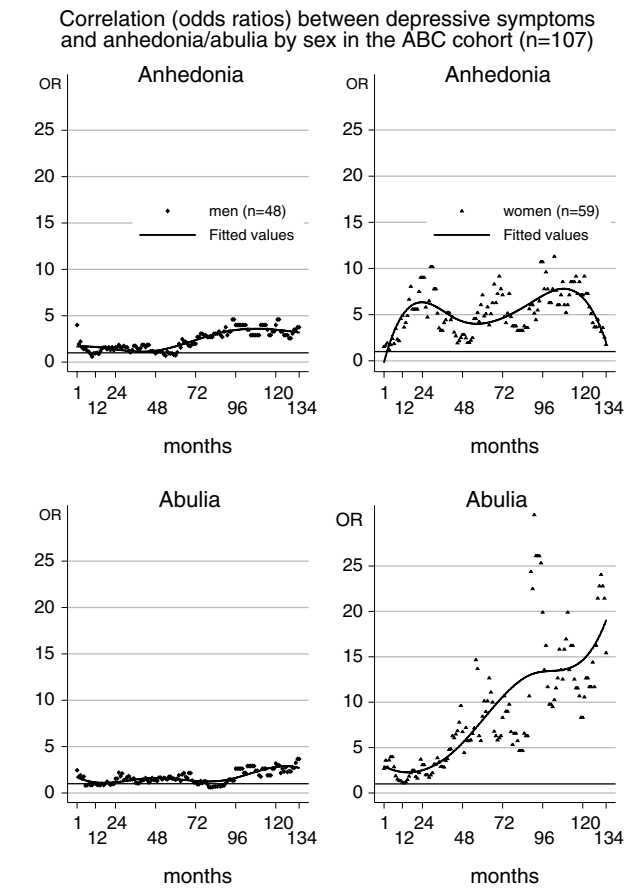 Correlation (odds ratios) between depressive symptoms
and anhedonia/abulia by sex in the ABC cohort (n=107)
Anhedonia
OR
25
20
15
10
5
0
men (n=48)
Fitted values
1 24 48 72 120
12 96 134
months
Anhedonia
OR
25
20
15
10
5
0
women (n=59)
Fitted values
1 24 48 72 120
12 96 134
months
Abulia
OR
25
20
15
10
5
0
1 24 48 72 120
12 96 134
months
Abulia
OR
25
20
15
10
5
0
1 24 48 72 120
12 96 134
months